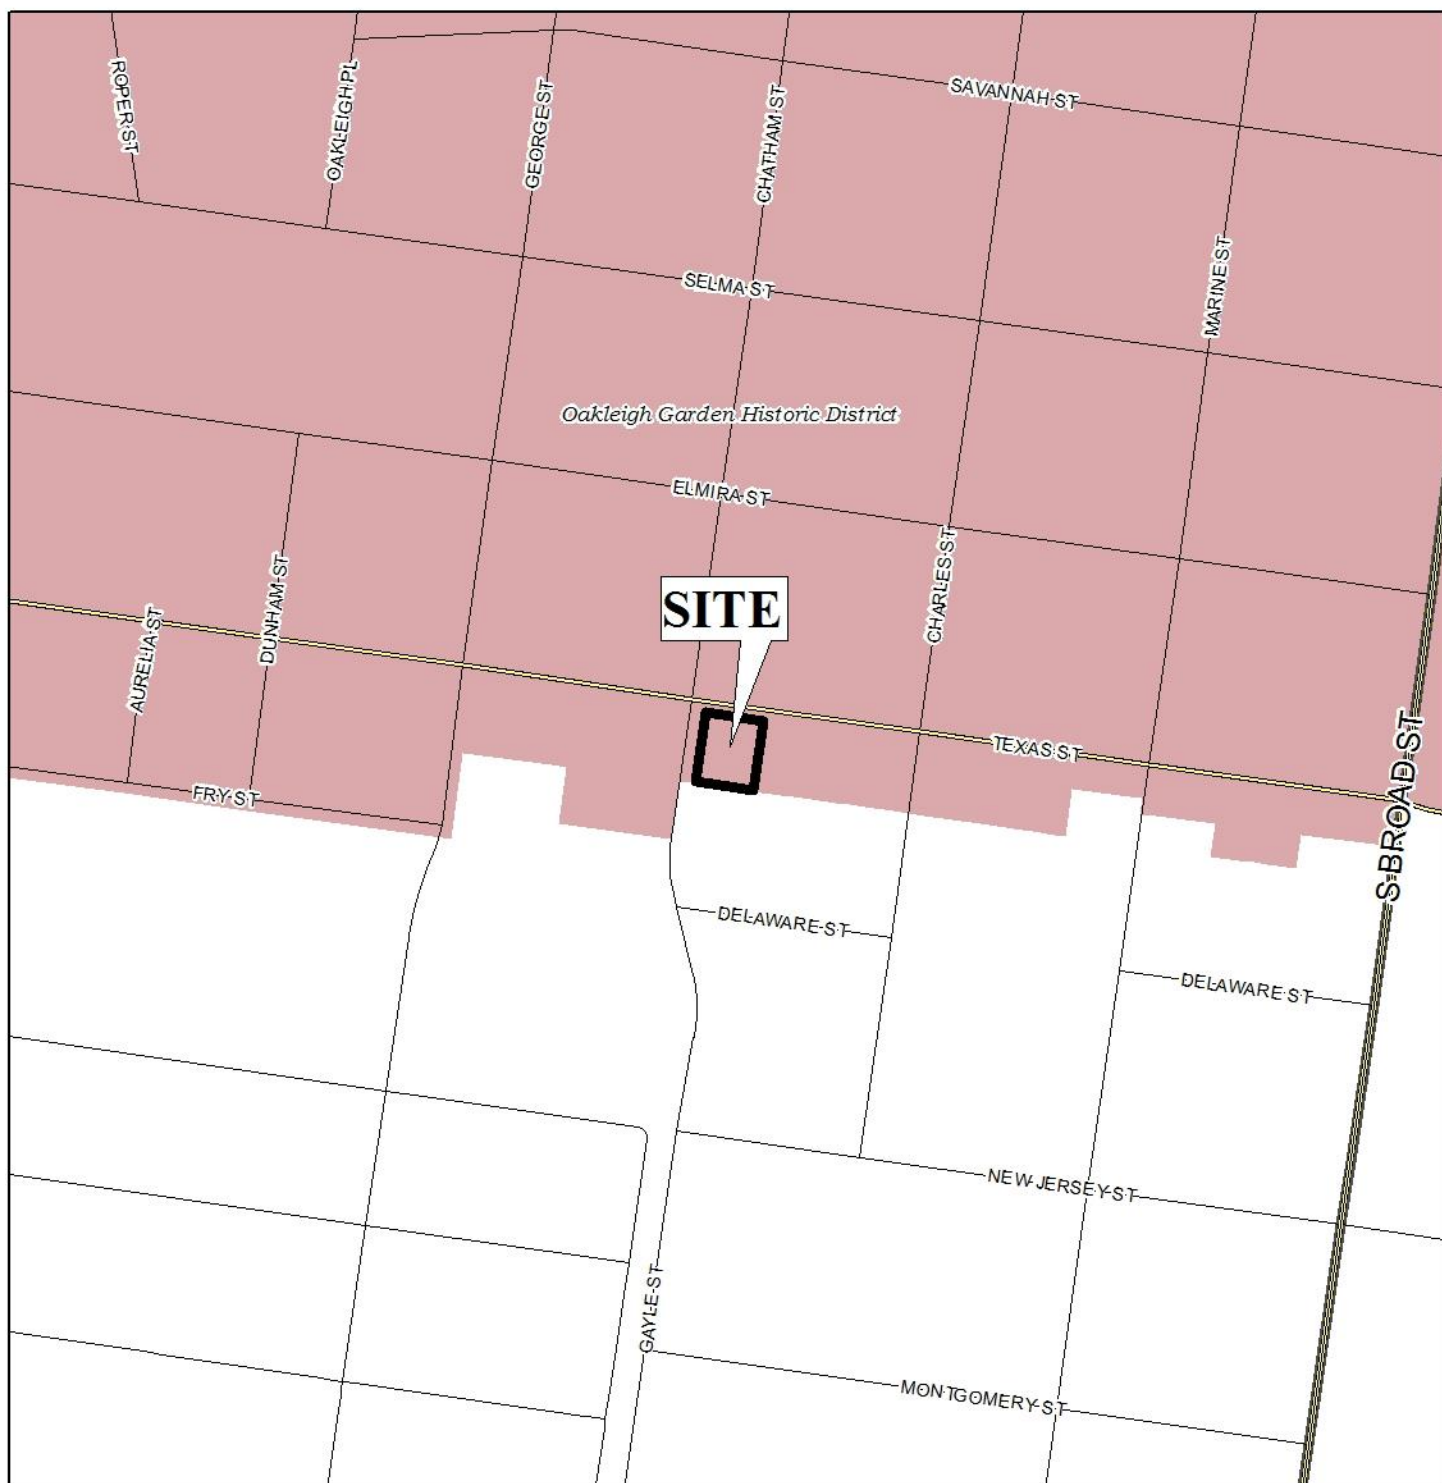 ROPER ST
OAKLEIGH PL
GEORGE ST
CHATHAM ST
SAVANNAH ST
MARINE ST
SELMA ST
Oakleigh Garden Historic District
ELMIRA ST
CHARLES ST
DUNHAM ST
AURELIA ST
SITE
TEXAS ST
S BROAD ST
FRY ST
DELAWARE ST
DELAWARE ST
NEW JERSEY ST
GAYLE ST
MONTGOMERY ST